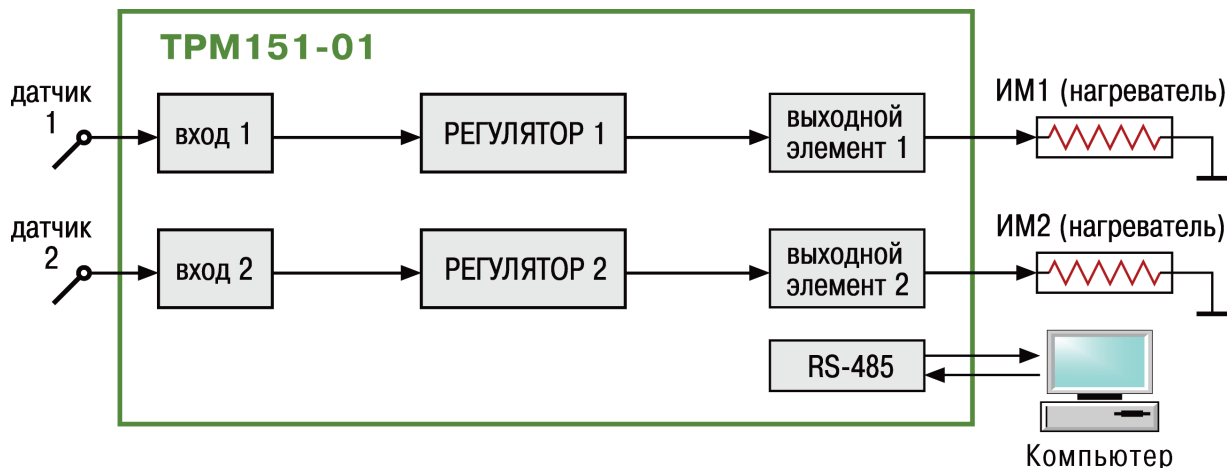 ТРМ151-01
датчик
1
вход 1
РЕГУЛЯТОР 1
выходной
элемент 1
ИМ1 (нагреватель)
датчик
2
вход 2
РЕГУЛЯТОР 2
выходной
элемент 2
ИМ2 (нагреватель)
RS-485
Компьютер